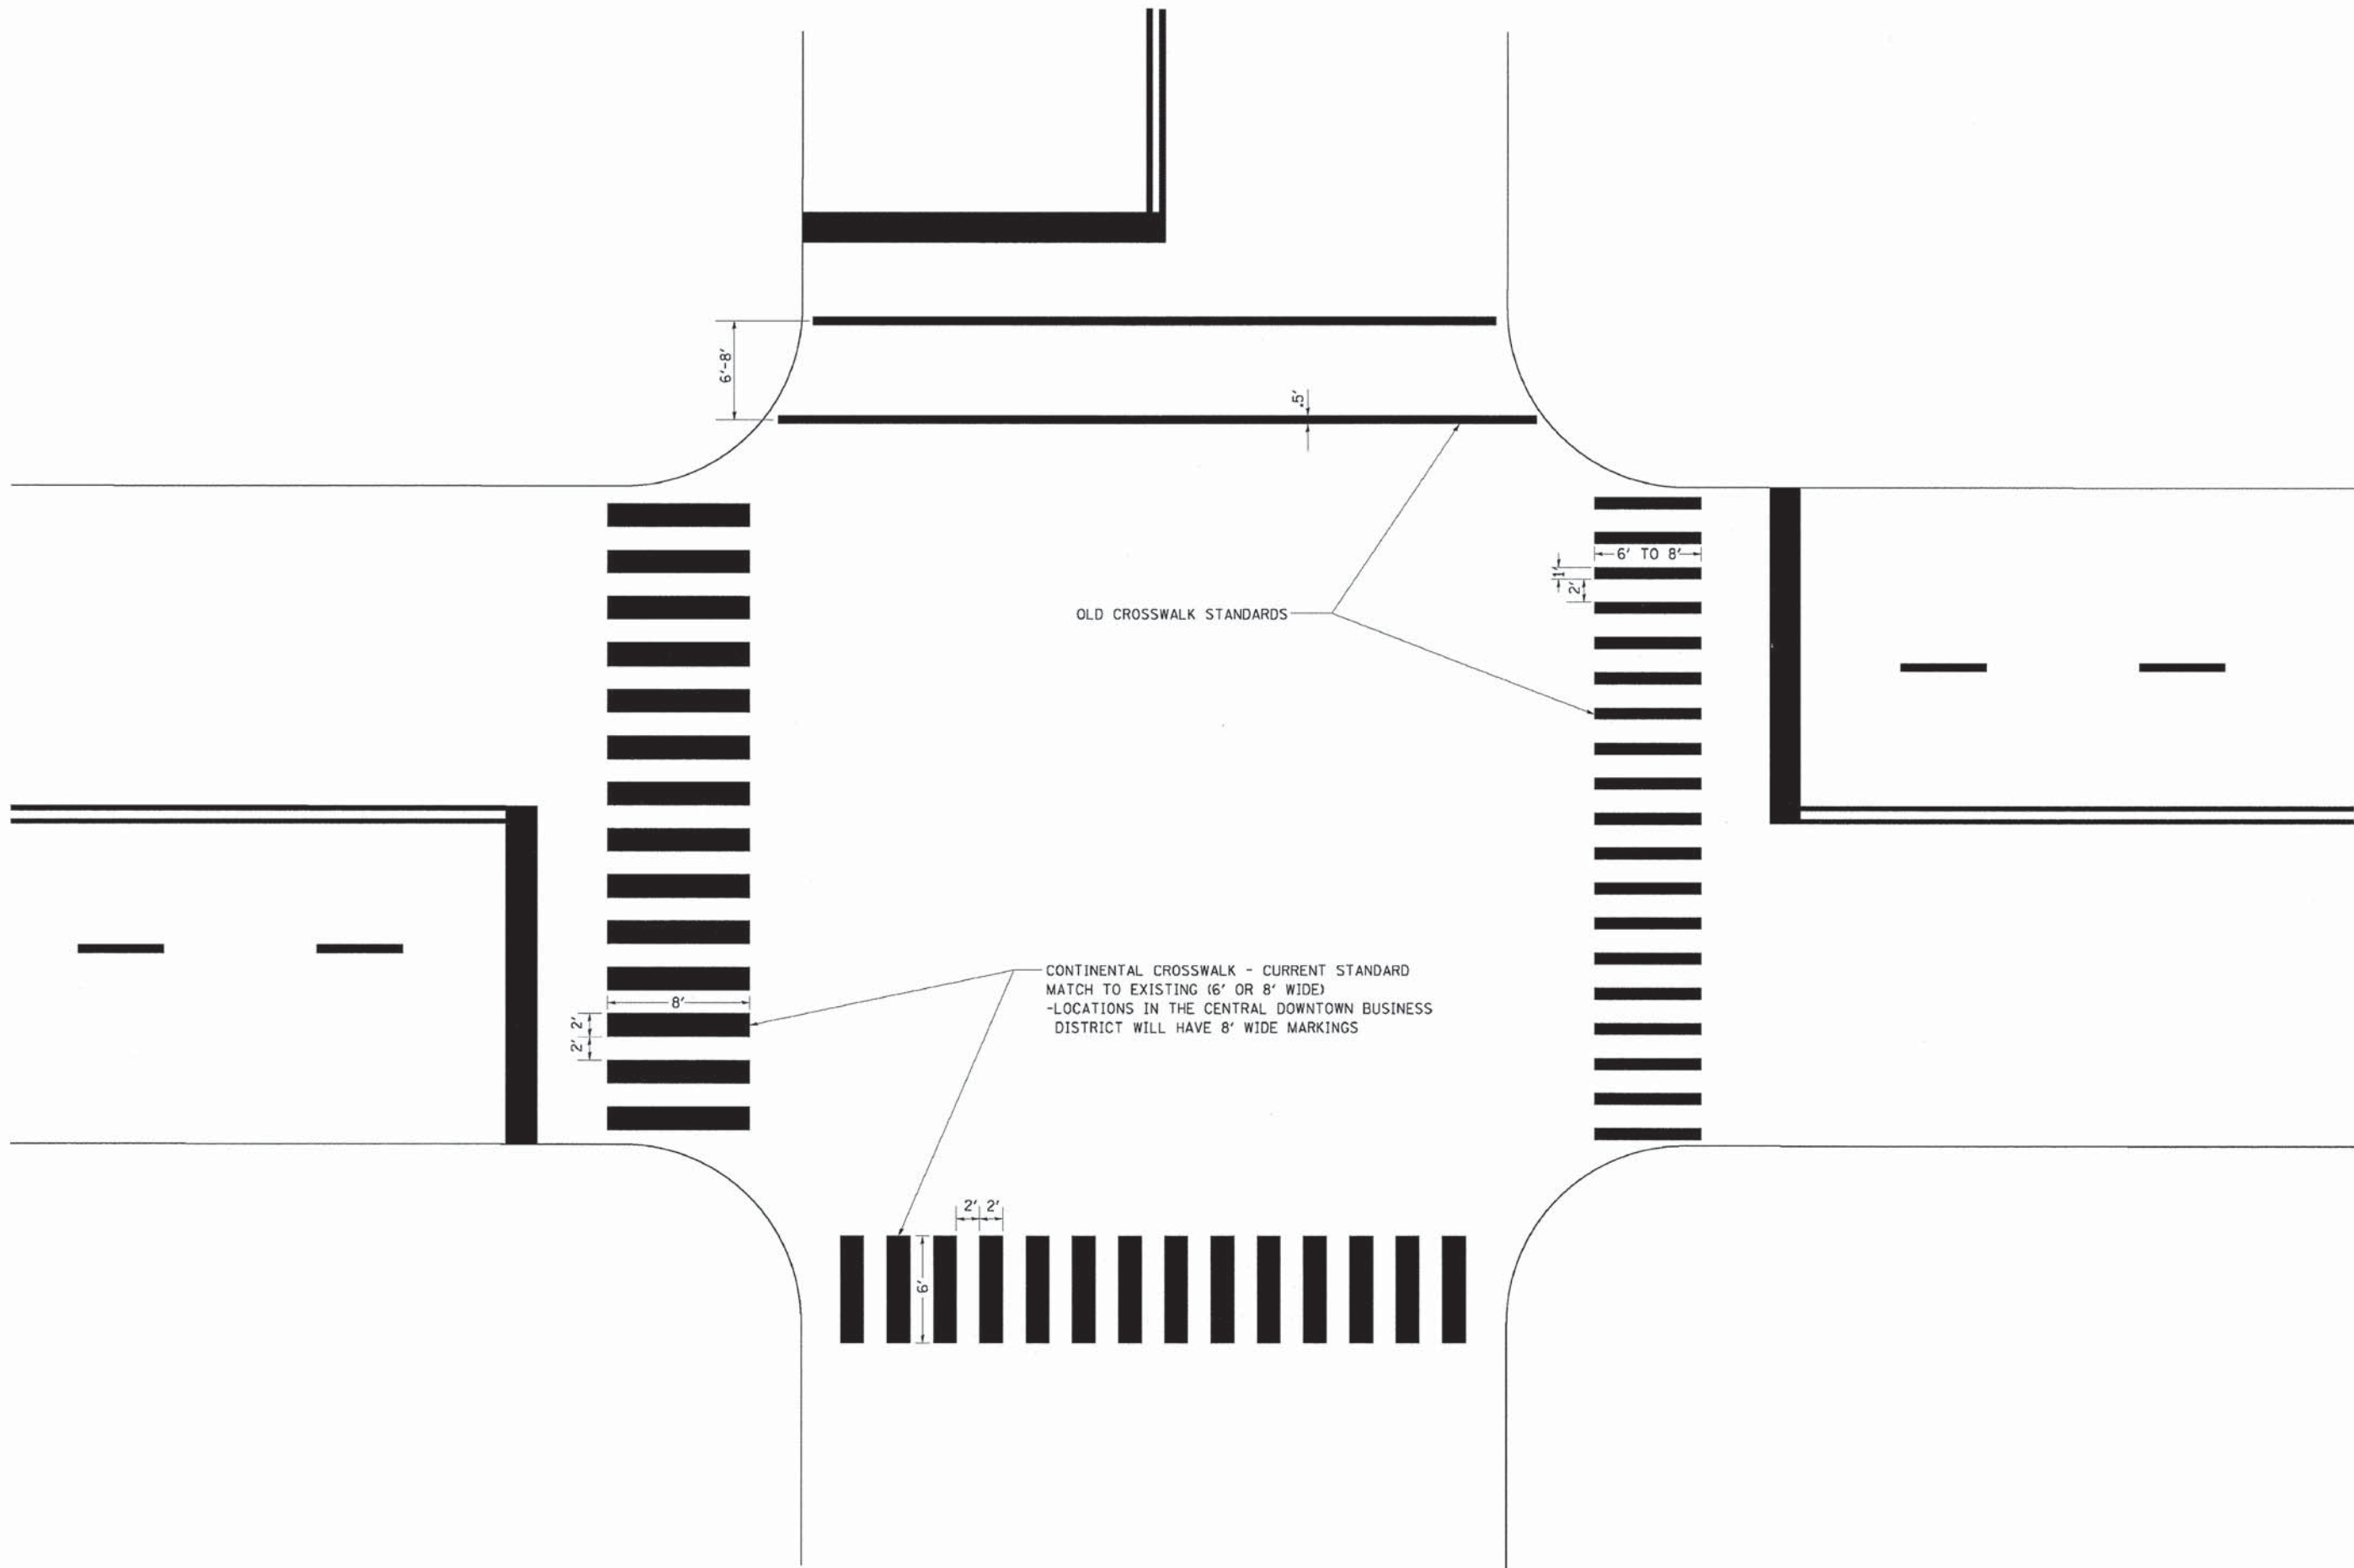 6'-8'
.5'
6' TO 8'
1'
2'
OLD CROSSWALK STANDARDS
CONTINENTAL CROSSWALK - CURRENT STANDARD
MATCH TO EXISTING (6' OR 8' WIDE)
-LOCATIONS IN THE CENTRAL DOWNTOWN BUSINESS
DISTRICT WILL HAVE 8' WIDE MARKINGS
8'
2'
2'
2' 2'
6'